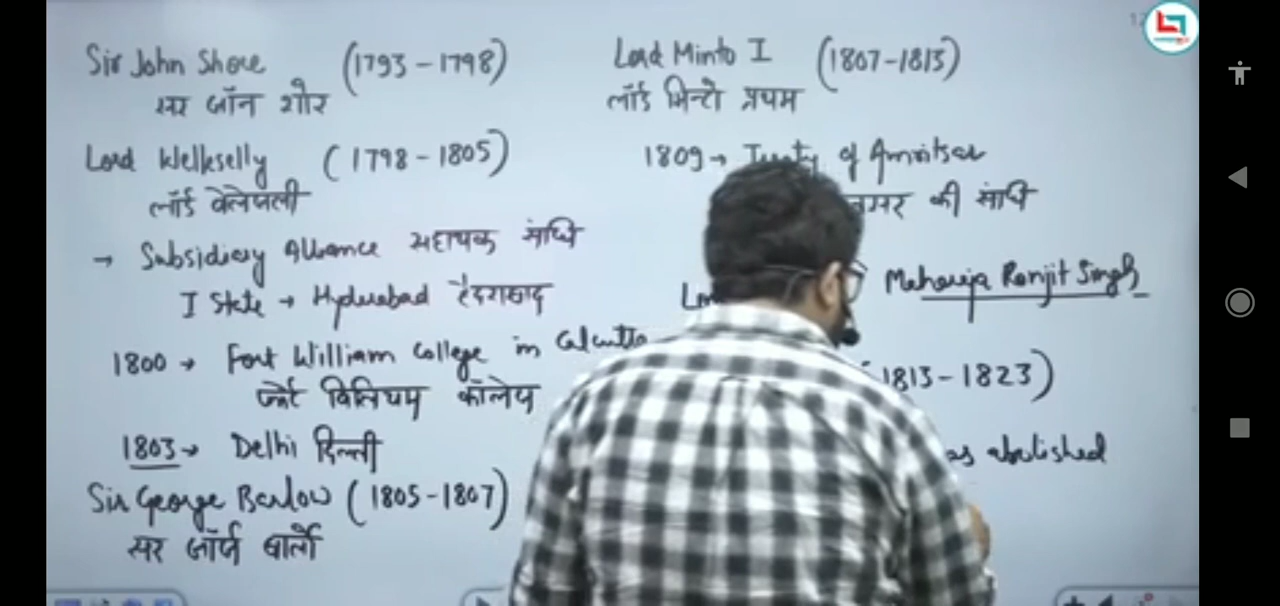 Sir John Shore (1793-1798)
सर जॉन शोर
Lord Welleselly (1798-1805)
लॉर्ड वेलेजली
→ Subsidiary Alliance सहायक संधि
I State → Hyderabad हैदराबाद
1800 → Fort William College in Calcutta
फोर्ट विलियम कॉलेज
1803 → Delhi दिल्ली
Sir George Barlow (1805-1807)
सर जॉर्ज बार्लो
Lord Minto I (1807-1813)
लॉर्ड मिन्टो प्रथम
1809 → Treaty of Amritsar
की संधि
Maharaja Ranjit Singh
1813-1823)
abolished